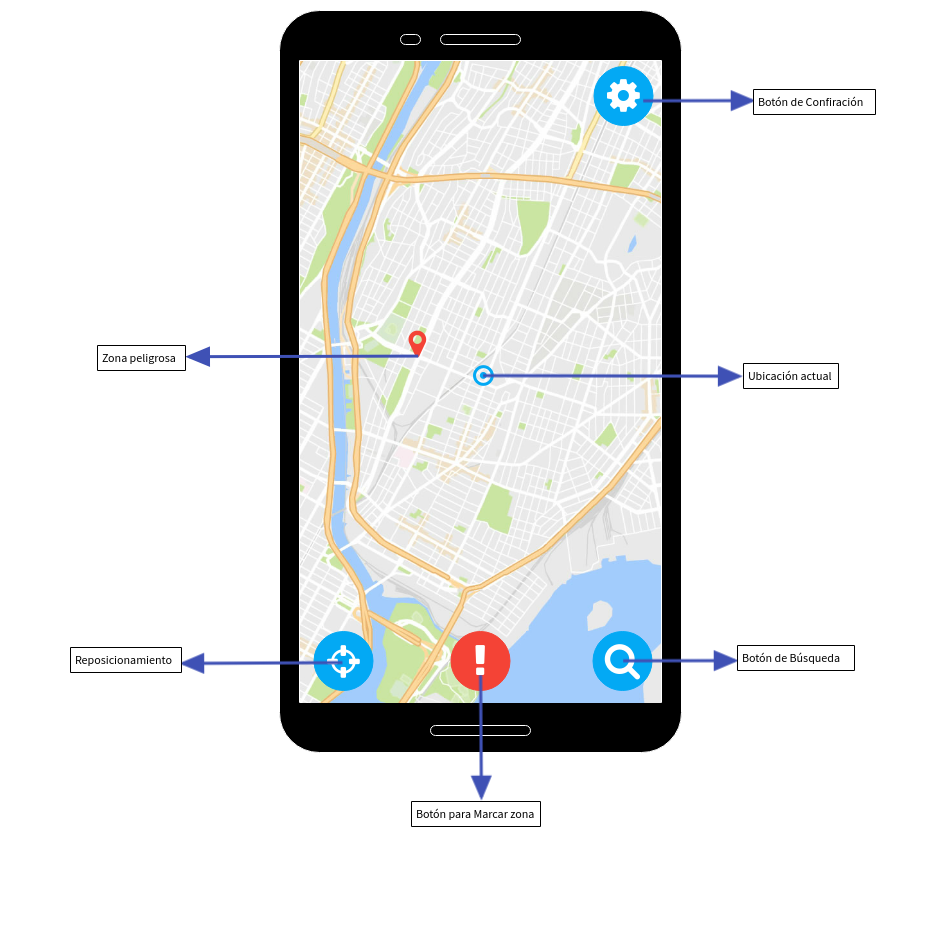 Botón de Confiración
Zona peligrosa
Ubicación actual
Reposicionamiento
Botón de Búsqueda
Botón para Marcar zona